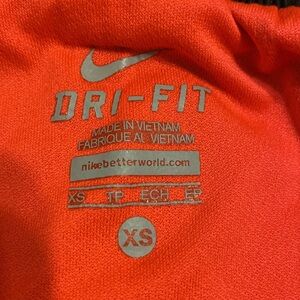 DRI-FIT
MADE IN VIETNAM
FABRIQUE AU VIETNAM
nikebetterworld.com
XS TP ECH EP
XS